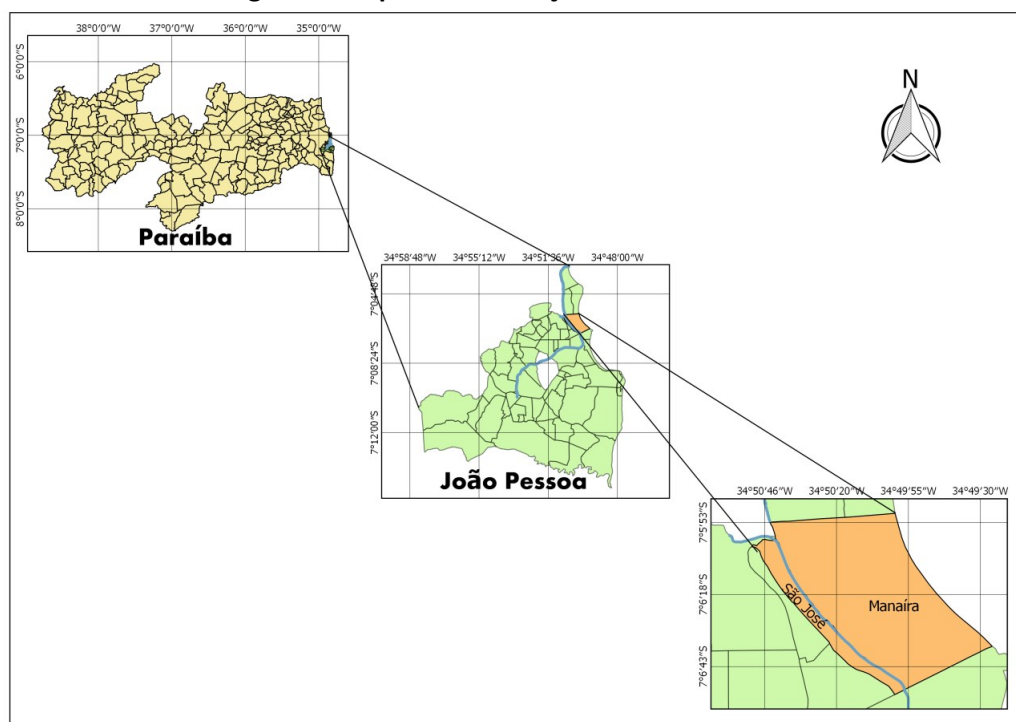 38°0'0"W 37°0'0"W 36°0'0"W 35°0'0"W
6°0'0"S
7°0'0"S
8°0'0"S
Paraíba
N
34°58'48"W 34°55'12"W 34°51'36"W 34°48'00"W
7°04'48"S
7°08'24"S
7°12'00"S
João Pessoa
34°50'46"W 34°50'20"W 34°49'55"W 34°49'30"W
7°5'53"S
7°6'18"S
7°6'43"S
São José
Manaíra